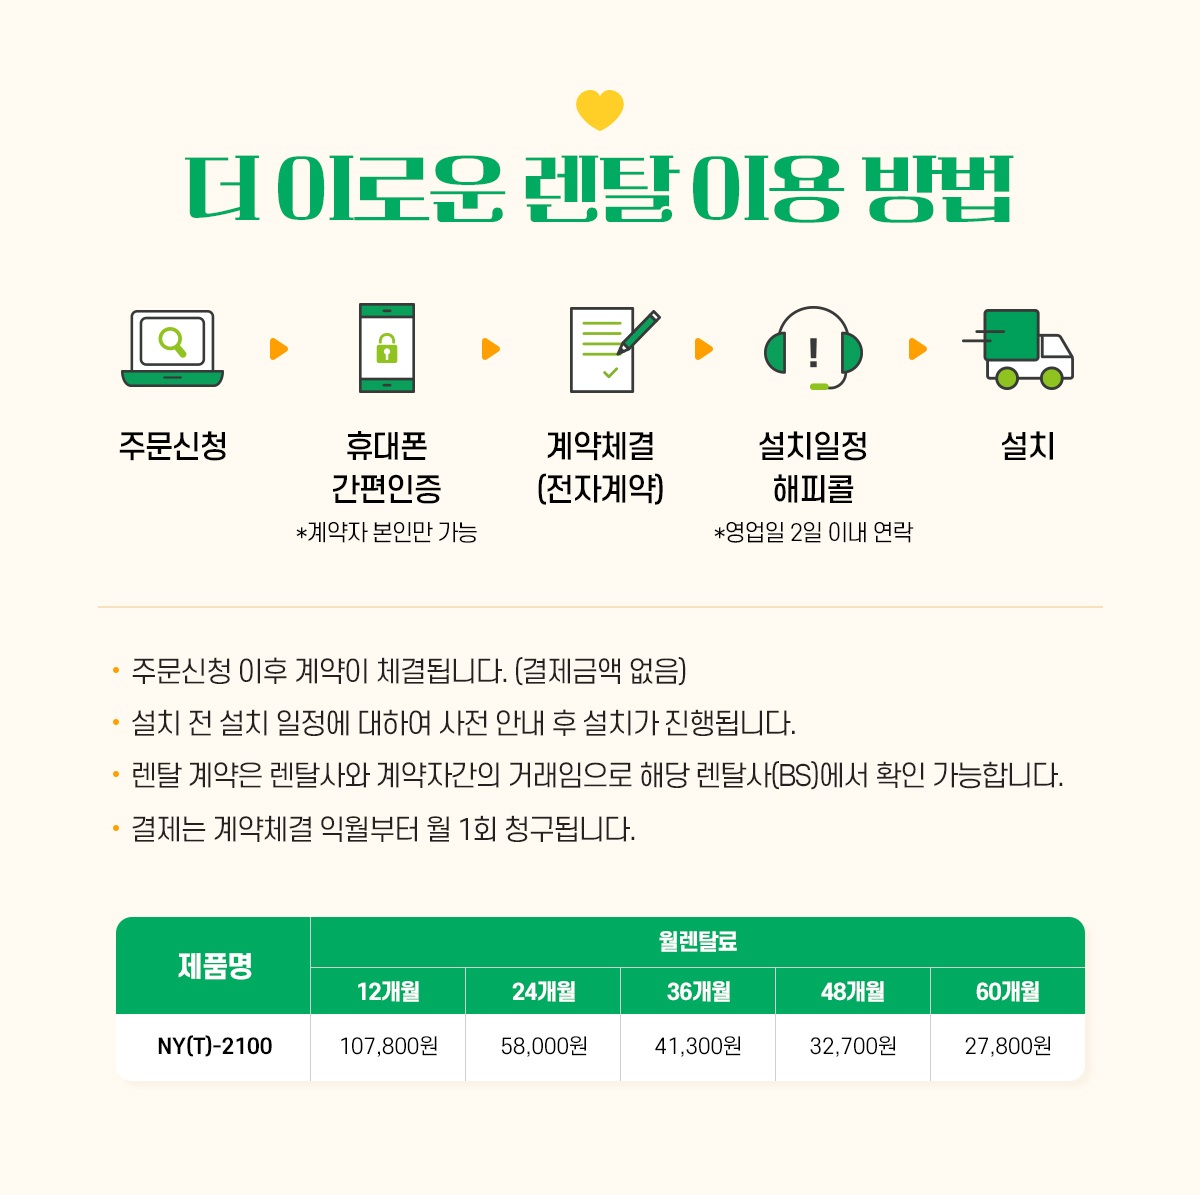 더 이로운 렌탈 이용 방법
주문신청
휴대폰
간편인증
*계약자 본인만 가능
계약체결
(전자계약)
설치일정
해피콜
*영업일 2일 이내 연락
설치
• 주문신청 이후 계약이 체결됩니다. (결제금액 없음)
• 설치 전 설치 일정에 대하여 사전 안내 후 설치가 진행됩니다.
• 렌탈 계약은 렌탈사와 계약자간의 거래임으로 해당 렌탈사(BS)에서 확인 가능합니다.
• 결제는 계약체결 익월부터 월 1회 청구됩니다.
제품명
월렌탈료
12개월 24개월 36개월 48개월 60개월
NY(T)-2100 107,800원 58,000원 41,300원 32,700원 27,800원